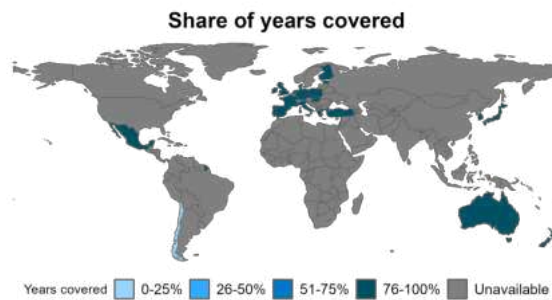 Share of years covered
Years covered 0-25% 26-50% 51-75% 76-100% Unavailable